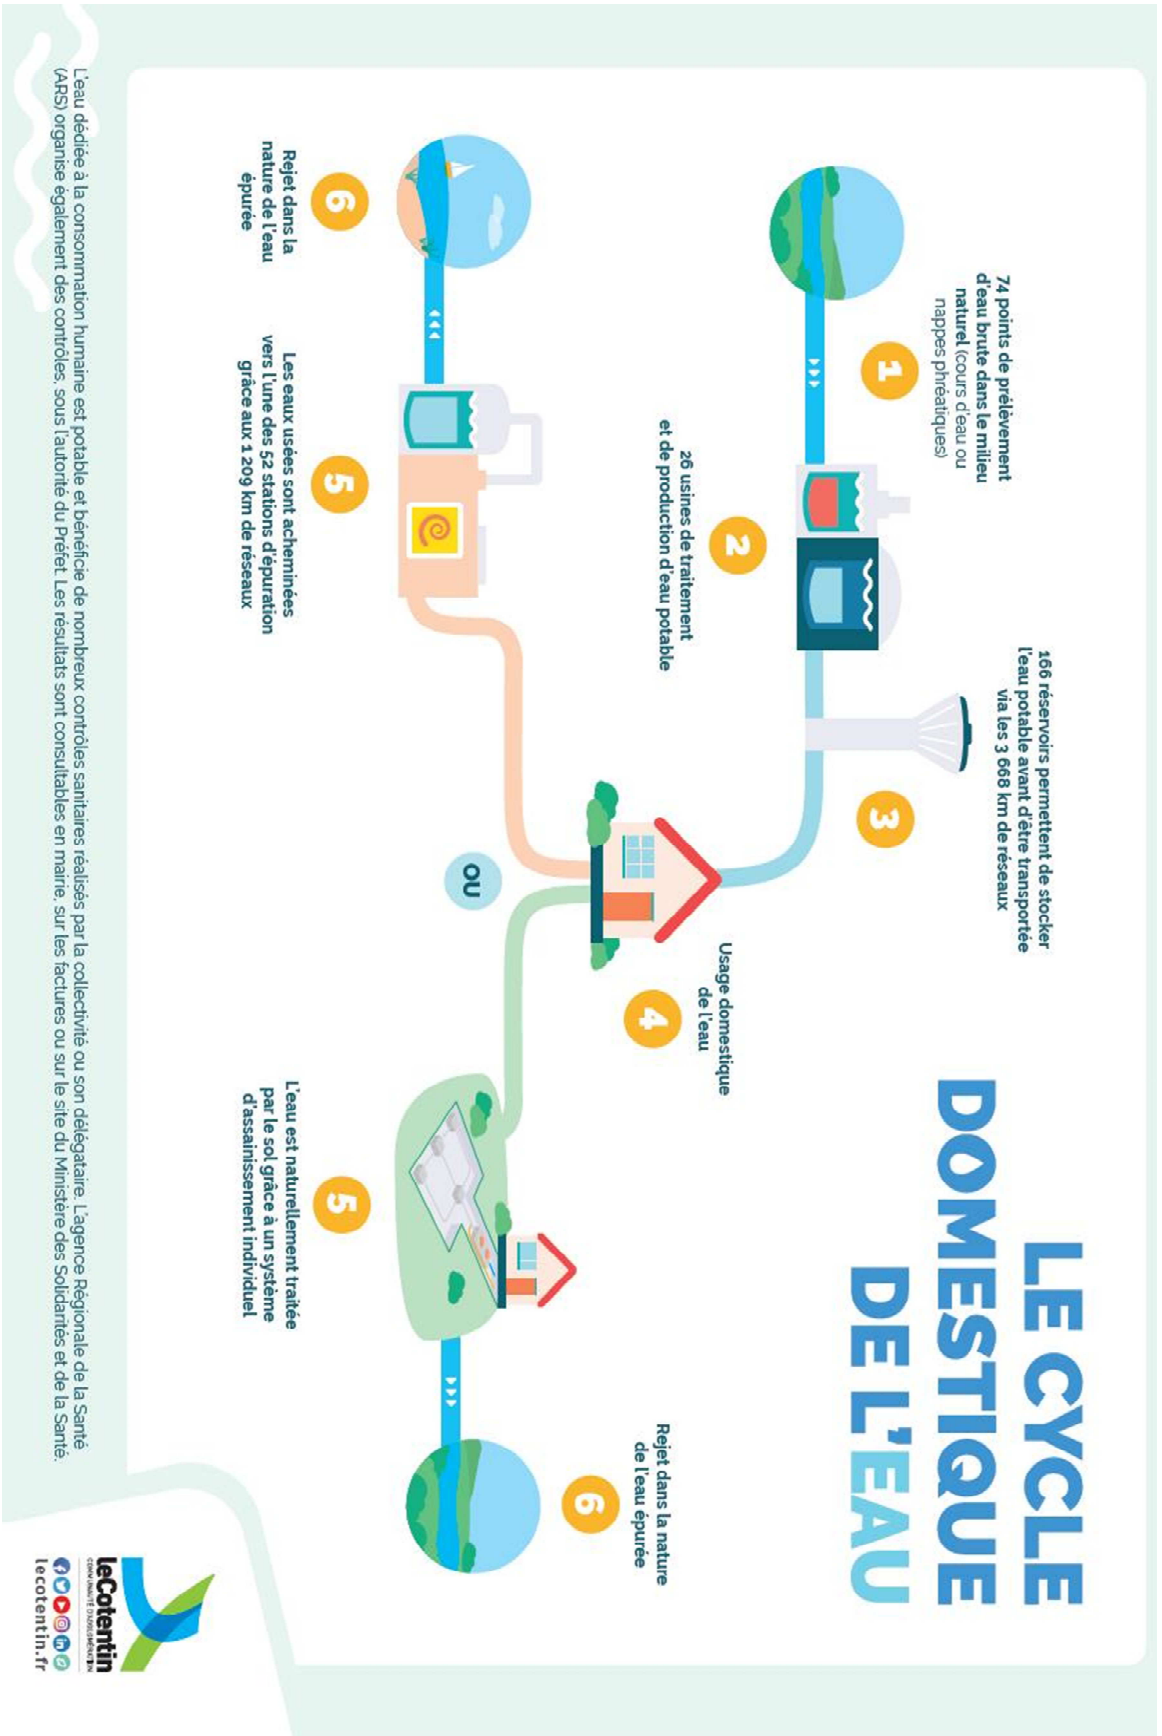 LE CYCLE
DOMESTIQUE
DE L'EAU
74 points de prélèvement
d'eau brute dans le milieu
naturel (cours d'eau ou
nappes phréatiques)
1
26 usines de traitement
et de production d'eau potable
2
166 réservoirs permettent de stocker
l'eau potable avant d'être transportée
via les 3 668 km de réseaux
3
Usage domestique
de l'eau
4
OU
5
Les eaux usées sont acheminées
vers l'une des 52 stations d'épuration
grâce aux 1 209 km de réseaux
6
Rejet dans la
nature de l'eau
épurée
5
L'eau est naturellement traitée
par le sol grâce à un système
d'assainissement individuel
Rejet dans la nature
de l'eau épurée
6
L'eau dédiée à la consommation humaine est potable et bénéficie de nombreux contrôles sanitaires réalisés par la collectivité ou son délégataire. L'agence Régionale de la Santé
(ARS) organise également des contrôles, sous l'autorité du Préfet. Les résultats sont consultables en mairie, sur les factures ou sur le site du Ministère des Solidarités et de la Santé.
leCotentin
COMMUNAUTÉ D'AGGLOMÉRATION
lecotentin.fr